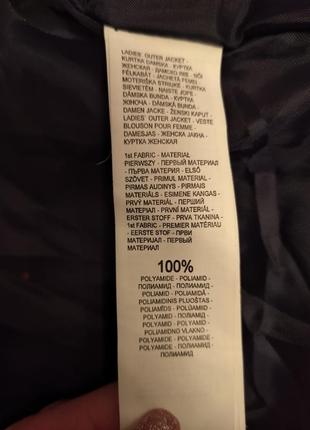 LADIES' OUTER JACKET -
KURTKA DAMSKA - КУРТКА
ЖЕНСКАЯ - ДАМСКО ЯКЕ - NŐI
FÉLKABÁT - JACHETĂ FEMEI -
MOTERIŠKA STRIUKĖ - KURTKA
SIEVIETĒM - NAISTE JOPE -
DÁMSKA BUNDA - КУРТКА
ЖІНОЧА - DÁMSKÁ BUNDA -
DAMEN JACKE - ŽENSKI KAPUT -
LADIES' OUTER JACKET - VESTE
BLOUSON POUR FEMME -
DAMESJAS - ЖЕНСКА ЈАКНА -
КУРТКА ЖЕНСКАЯ
1st FABRIC - MATERIAŁ
PIERWSZY - ПЕРВЫЙ МАТЕРИАЛ
- ПЪРВА МАТЕРИЯ - ELSŐ
SZÖVET - PRIMUL MATERIAL -
PIRMAS AUDINYS - PIRMAIS
MATERIĀLS - ESIMENE KANGAS -
PRVÝ MATERIÁL - ПЕРШИЙ
МАТЕРІАЛ - PRVNÍ MATERIÁL -
ERSTER STOFF - PRVA TKANINA -
1st FABRIC - PREMIER MATÉRIAU
- EERSTE STOF - ПРВИ
МАТЕРИЈАЛ - ПЕРВЫЙ
МАТЕРИАЛ
100%
POLYAMIDE - POLIAMID -
ПОЛИАМИД - ПОЛИАМИД -
POLIAMID - POLIAMIDĂ -
POLIAMIDINIS PLUOŠTAS -
POLIAMĪDS - POLÜAMIID -
POLYAMID - ПОЛІАМІД -
POLYAMID - POLYAMID -
POLIAMIDNO VLAKNO -
POLYAMIDE - POLYAMIDE -
POLYAMIDE - ПОЛИАМИД -
ПОЛИАМИД